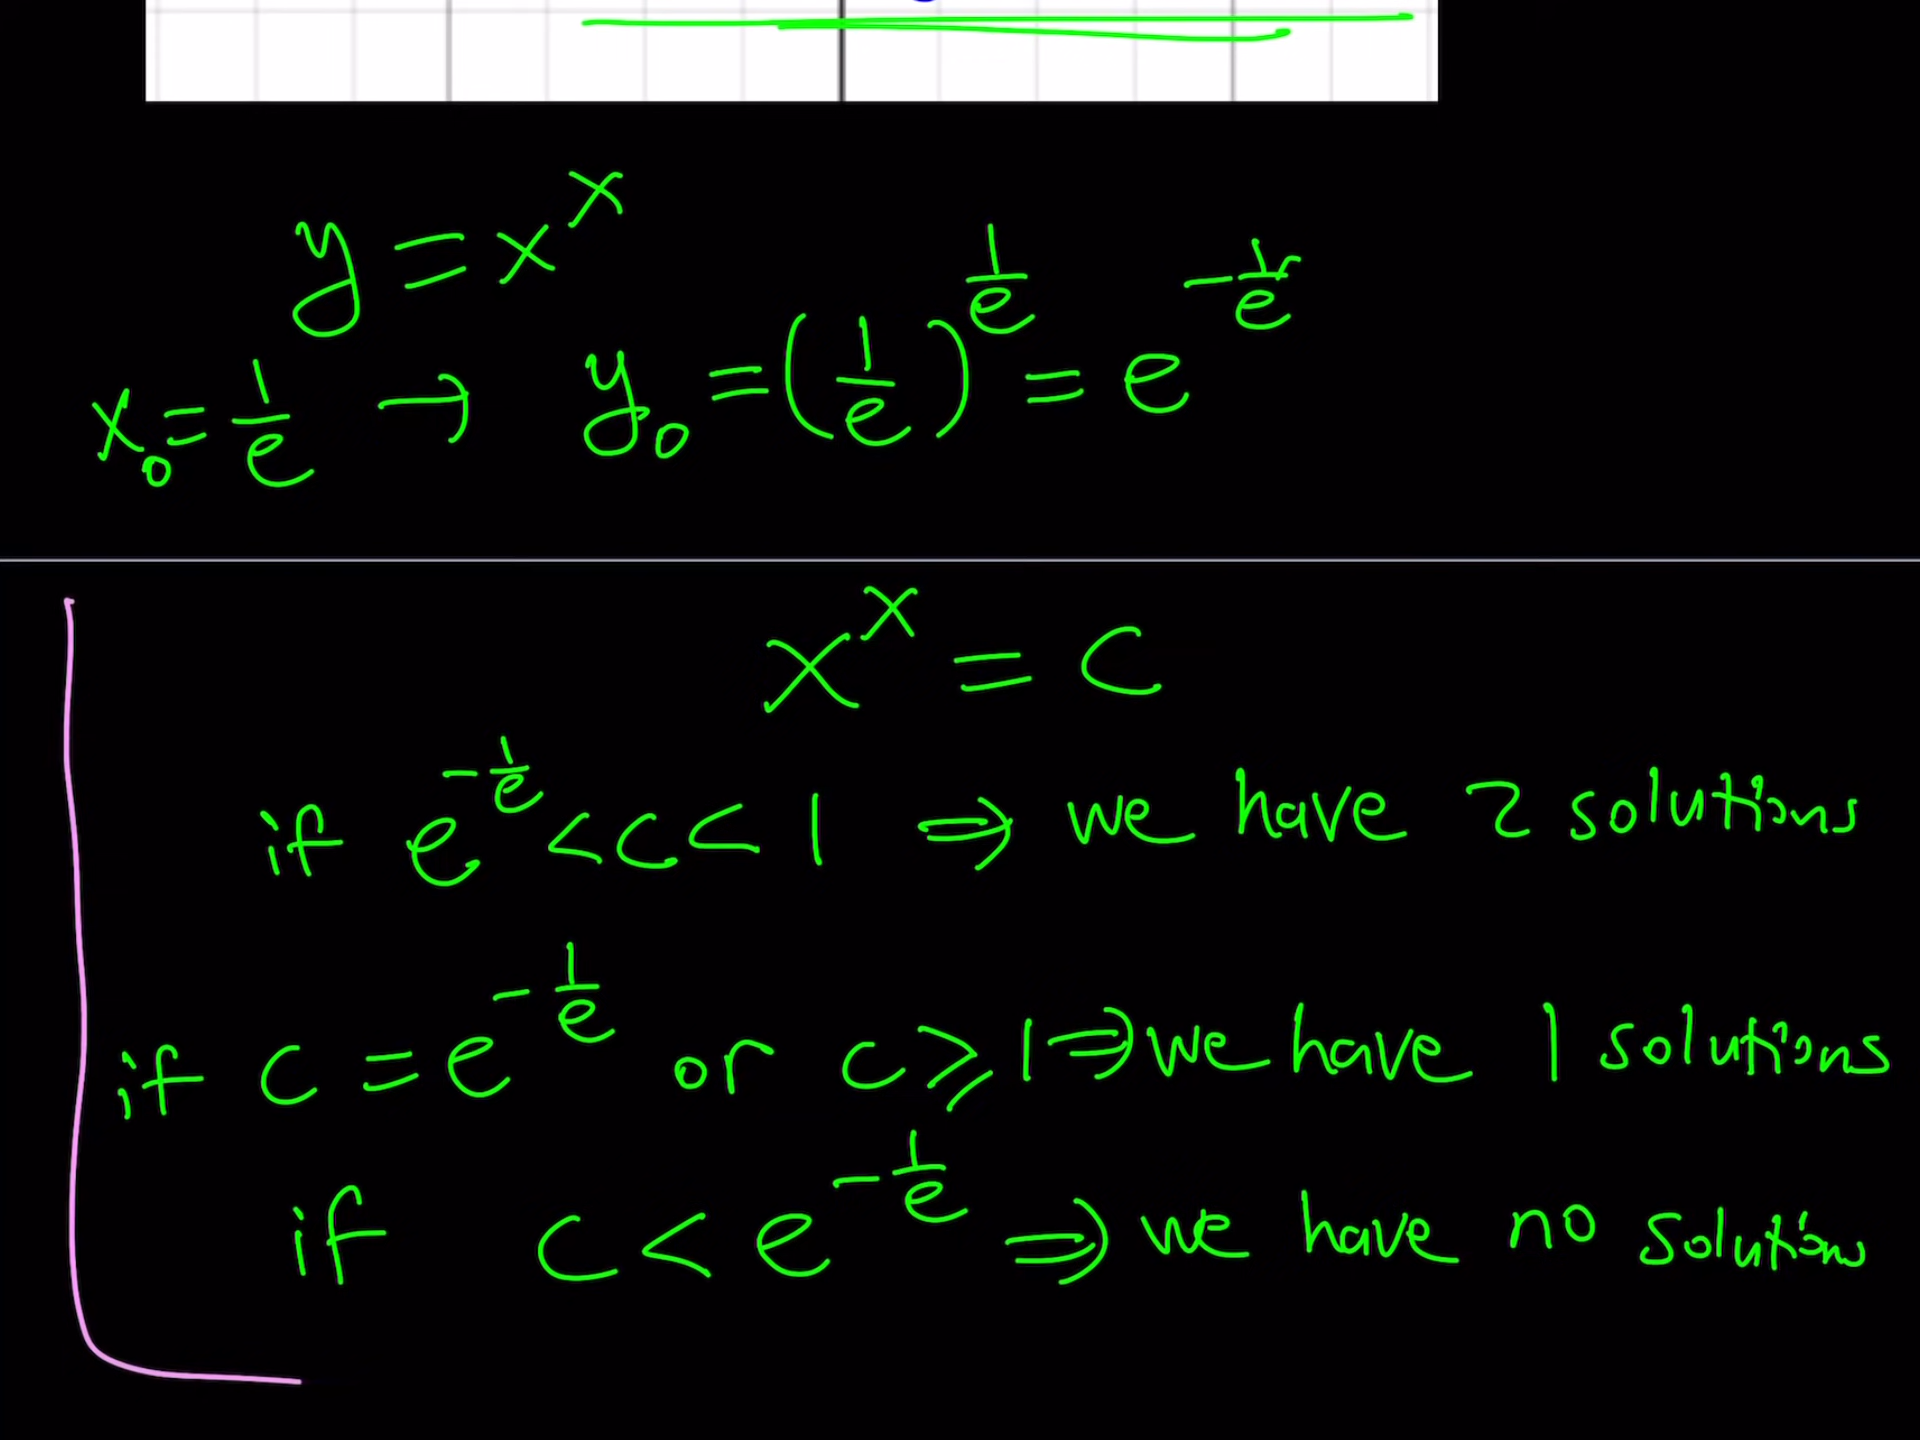 y = x^x
x₀ = 1/e → y₀ = (1/e)^(1/e) = e^(-1/e)
x^x = c
if e^(-1/e) < c < 1 ⇒ we have 2 solutions
if c = e^(-1/e) or c ≥ 1 ⇒ we have 1 solutions
if c < e^(-1/e) ⇒ we have no solutions